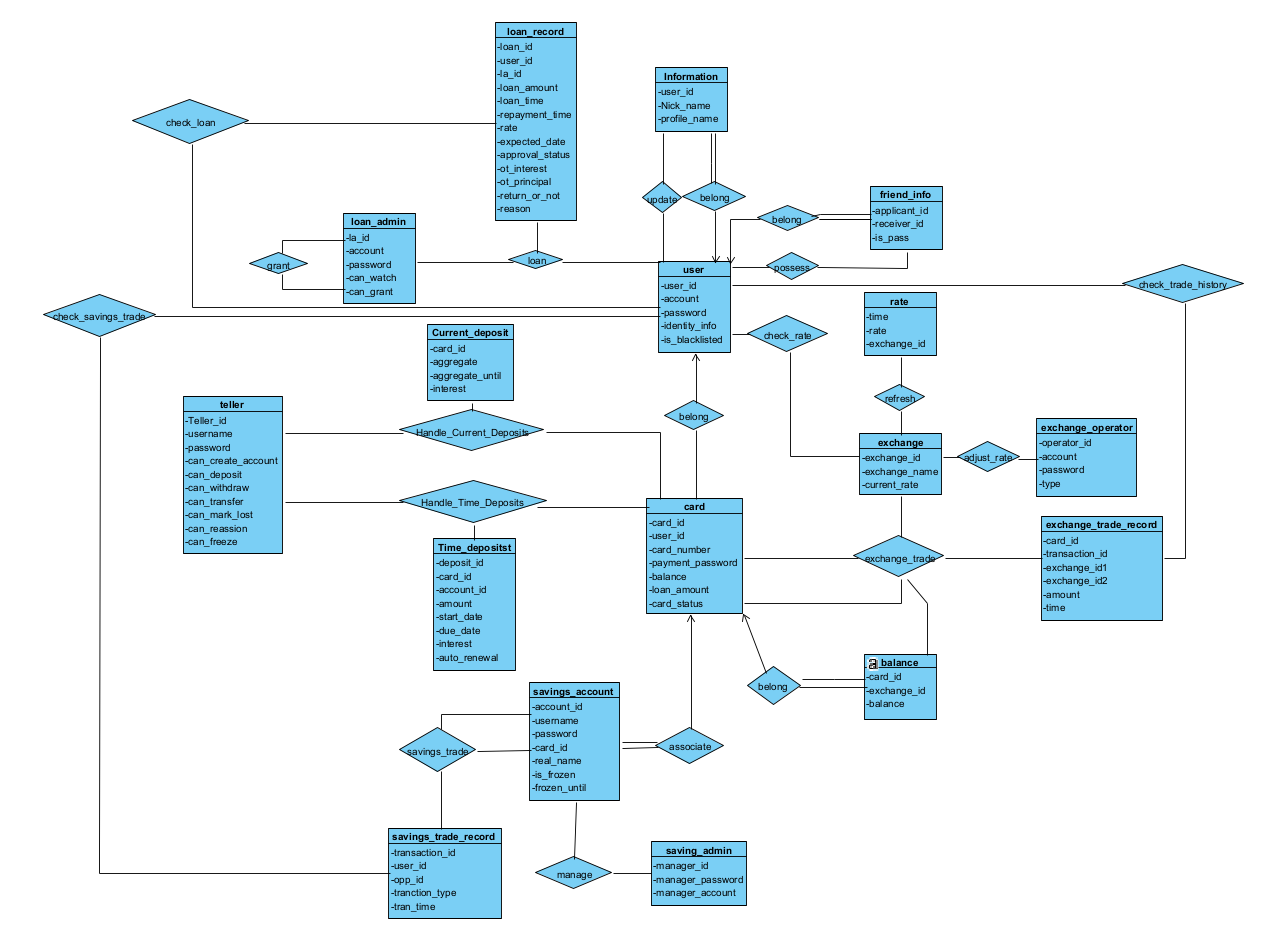 loan_record
-loan_id
-user_id
-la_id
-loan_amount
-loan_time
-repayment_time
-rate
-expected_date
-approval_status
-ot_interest
-ot_principal
-return_or_not
-reason
Information
-user_id
-Nick_name
-profile_name
check_loan
update
belong
friend_info
-applicant_id
-receiver_id
-is_pass
belong
possess
loan_admin
-la_id
-account
-password
-can_watch
-can_grant
grant
loan
user
-user_id
-account
-password
-identity_info
-is_blacklisted
check_trade_history
check_savings_trade
rate
-time
-rate
-exchange_id
check_rate
Current_deposit
-card_id
-aggregate
-aggregate_until
-interest
refresh
teller
-Teller_id
-username
-password
-can_create_account
-can_deposit
-can_withdraw
-can_transfer
-can_mark_lost
-can_reassion
-can_freeze
Handle_Current_Deposits
belong
exchange
-exchange_id
-exchange_name
-current_rate
adjust_rate
exchange_operator
-operator_id
-account
-password
-type
Handle_Time_Deposits
card
-card_id
-user_id
-card_number
-payment_password
-balance
-loan_amount
-card_status
exchange_trade
exchange_trade_record
-card_id
-transaction_id
-exchange_id1
-exchange_id2
-amount
-time
Time_depositst
-deposit_id
-card_id
-account_id
-amount
-start_date
-due_date
-interest
-auto_renewal
belong
a balance
-card_id
-exchange_id
-balance
savings_account
-account_id
-username
-password
-card_id
-real_name
-is_frozen
-frozen_until
savings_trade
associate
savings_trade_record
-transaction_id
-user_id
-opp_id
-tranction_type
-tran_time
manage
saving_admin
-manager_id
-manager_password
-manager_account